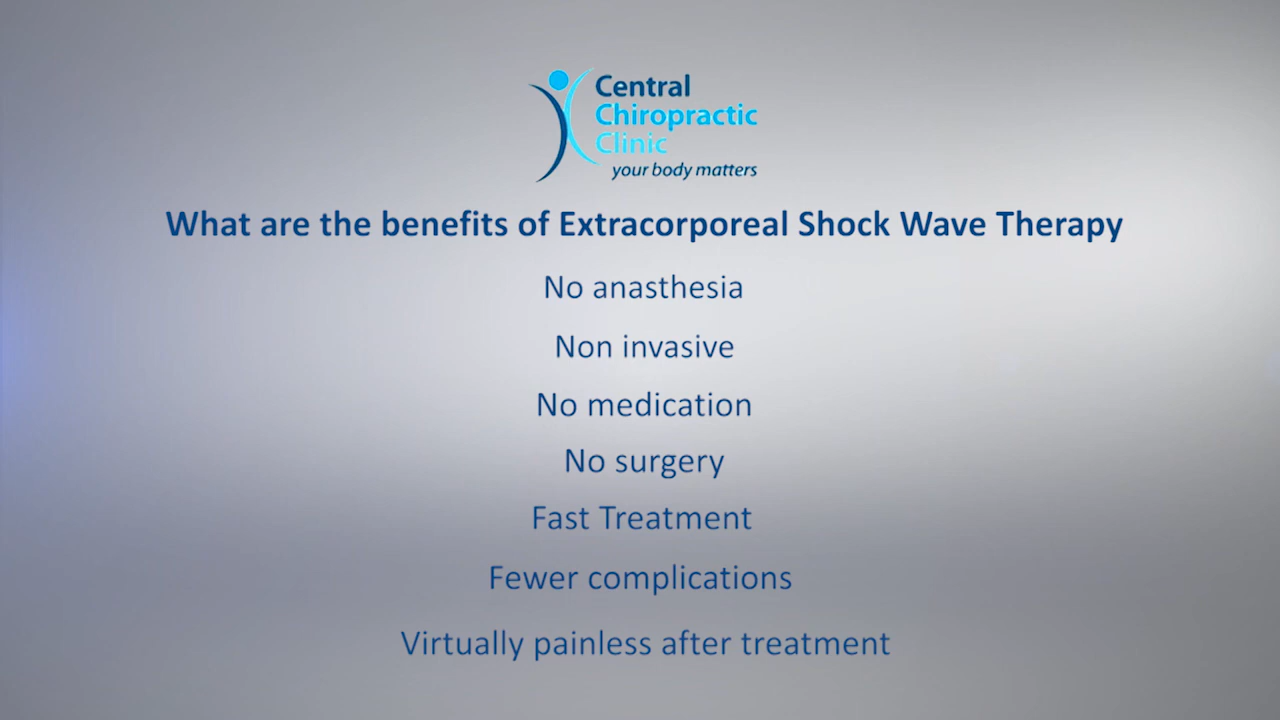 Central
Chiropractic
Clinic
your body matters
What are the benefits of Extracorporeal Shock Wave Therapy
No anasthesia
Non invasive
No medication
No surgery
Fast Treatment
Fewer complications
Virtually painless after treatment